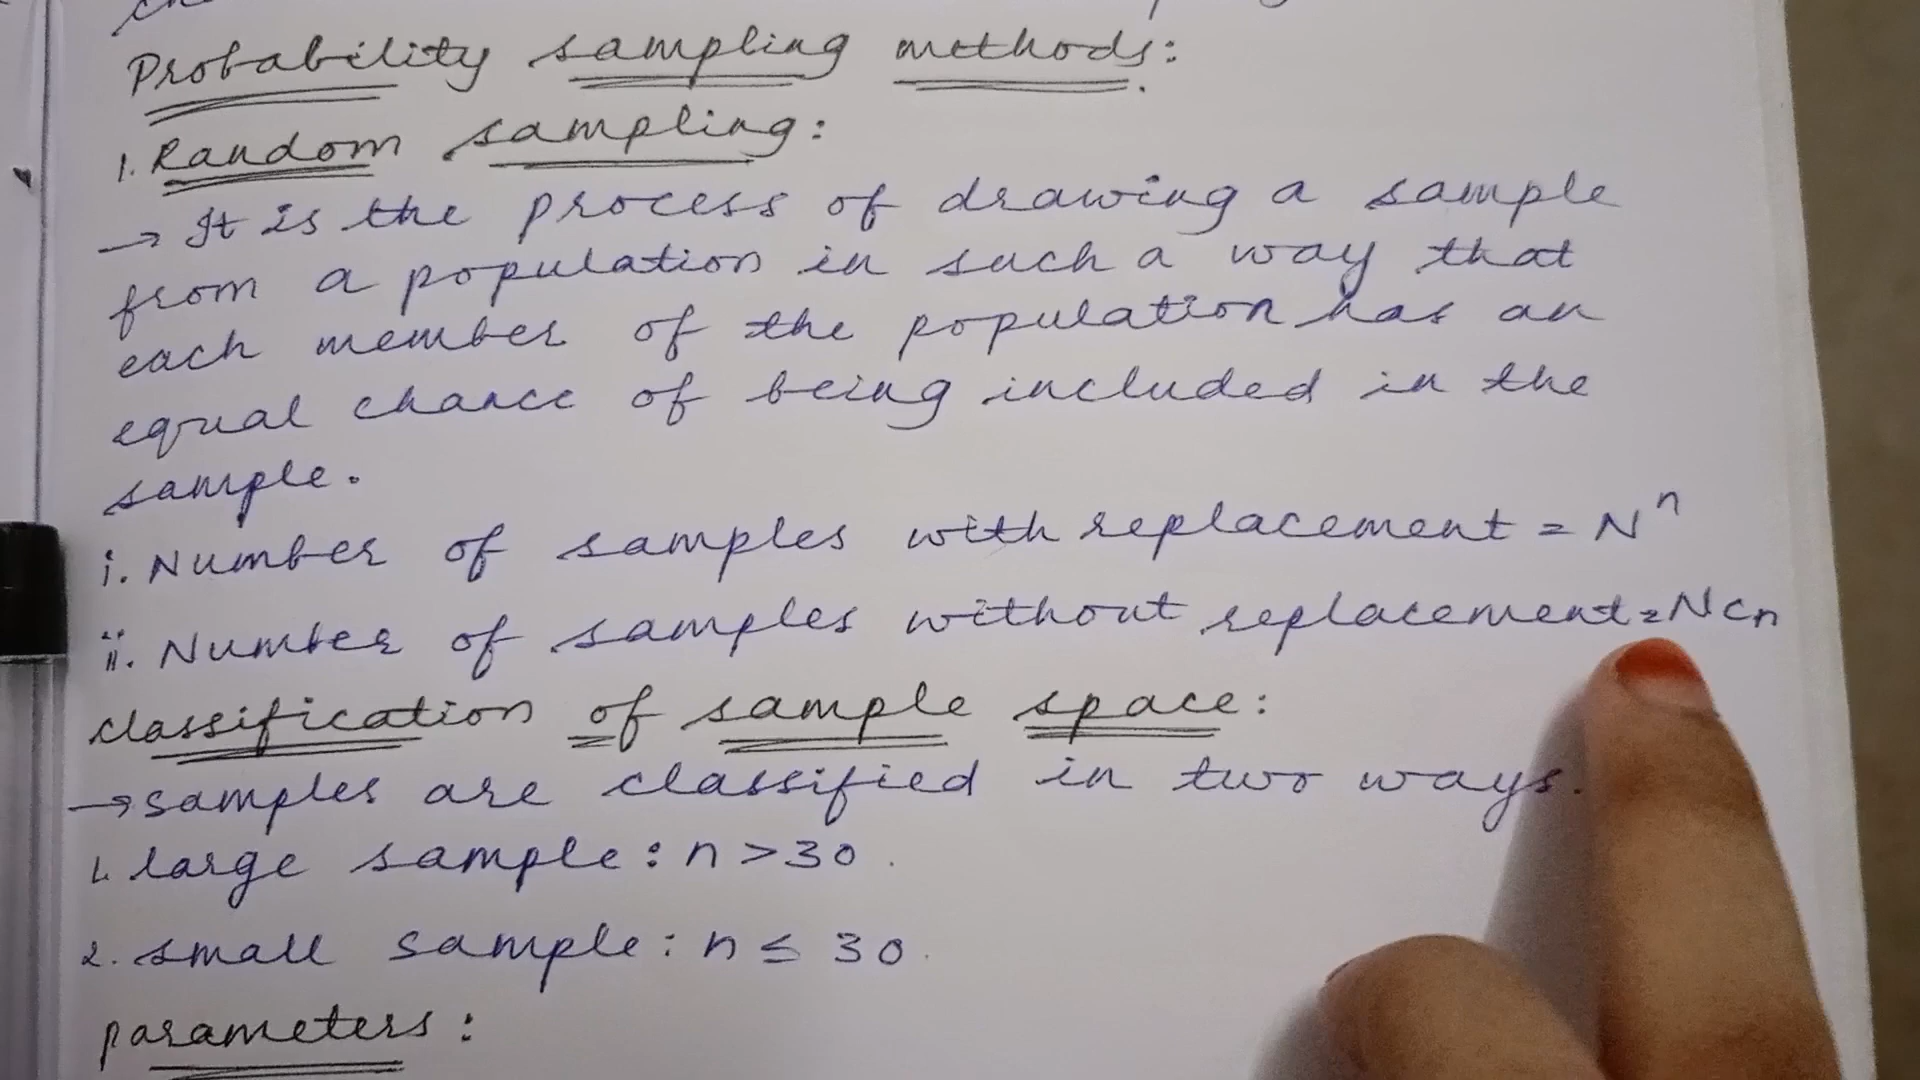 Probability sampling methods:
1. Random sampling:
→ It is the process of drawing a sample
from a population in such a way that
each member of the population has an
equal chance of being included in the
sample.
i. Number of samples with replacement = Nⁿ
ii. Number of samples without replacement = Ncn
classification of sample space:
→ samples are classified in two ways.
1. large sample: n > 30.
2. small sample: n ≤ 30.
parameters: